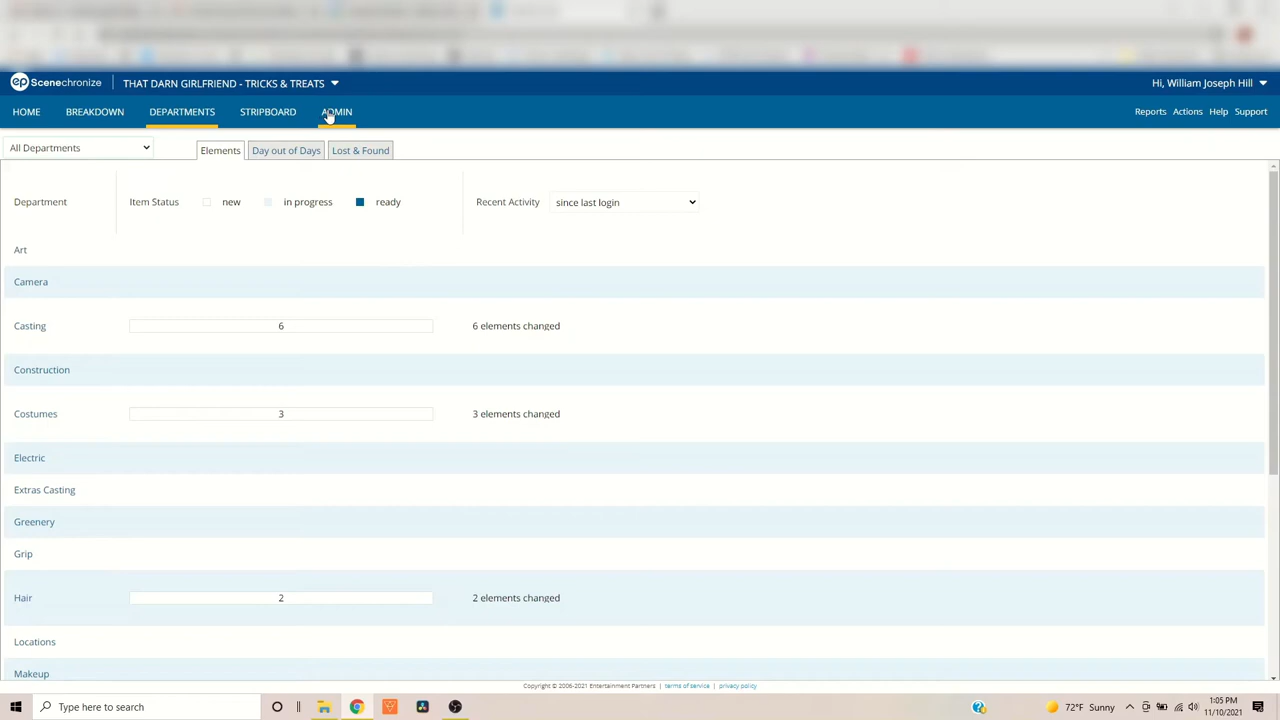 ep Scenechronize THAT DARN GIRLFRIEND - TRICKS & TREATS Hi, William Joseph Hill
HOME BREAKDOWN DEPARTMENTS STRIPBOARD ADMIN Reports Actions Help Support
All Departments Elements Day out of Days Lost & Found
Department Item Status new in progress ready Recent Activity since last login
Art
Camera
Casting 6 6 elements changed
Construction
Costumes 3 3 elements changed
Electric
Extras Casting
Greenery
Grip
Hair 2 2 elements changed
Locations
Makeup
Copyright © 2006-2021 Entertainment Partners | terms of service | privacy policy
Type here to search 72°F Sunny 1:05 PM
11/10/2021